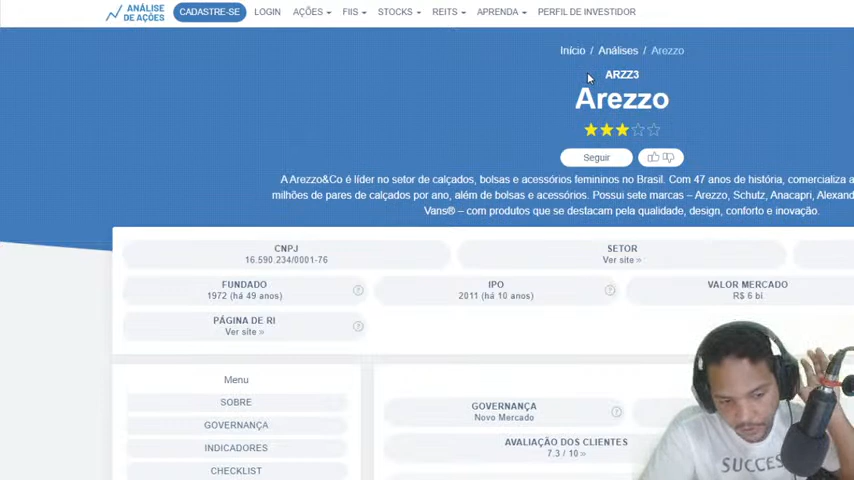 ANÁLISE
DE AÇÕES
CADASTRE-SE
LOGIN
AÇÕES
FIIS
STOCKS
REITS
APRENDA
PERFIL DE INVESTIDOR
Início / Análises / Arezzo
ARZZ3
Arezzo
Seguir
A Arezzo&Co é líder no setor de calçados, bolsas e acessórios femininos no Brasil. Com 47 anos de história, comercializa a
milhões de pares de calçados por ano, além de bolsas e acessórios. Possui sete marcas – Arezzo, Schutz, Anacapri, Alexand
Vans® – com produtos que se destacam pela qualidade, design, conforto e inovação.
CNPJ
16.590.234/0001-76
SETOR
Ver site »
FUNDADO
1972 (há 49 anos)
?
IPO
2011 (há 10 anos)
?
VALOR MERCADO
R$ 6 bi
PÁGINA DE RI
Ver site »
?
Menu
SOBRE
GOVERNANÇA
INDICADORES
CHECKLIST
GOVERNANÇA
Novo Mercado
?
AVALIAÇÃO DOS CLIENTES
7.3 / 10 »
SUCCES